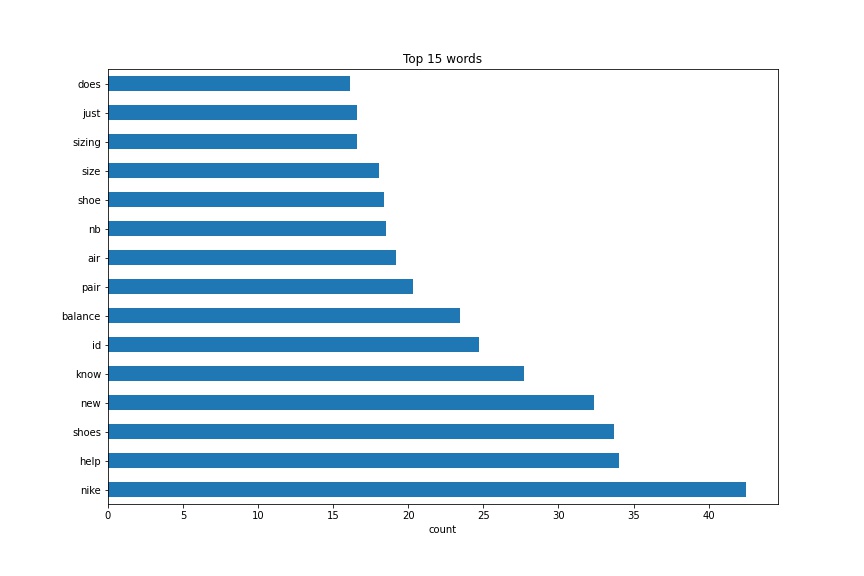 Top 15 words
does
just
sizing
size
shoe
nb
air
pair
balance
id
know
new
shoes
help
nike
0 5 10 15 20 25 30 35 40
count